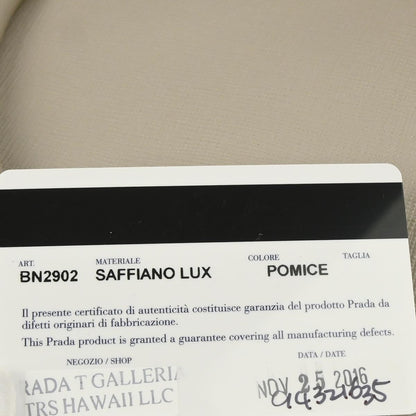 ART. MATERIALE COLORE TAGLIA
BN2902 SAFFIANO LUX POMICE
Il presente certificato di autenticità costituisce garanzia del prodotto Prada da
difetti originari di fabbricazione.
This Prada product is granted a guarantee covering all manufacturing defects.
NEGOZIO / SHOP DATA / DATE
RADA T GALLERIA NOV 25 2016
TRS HAWAII LLC